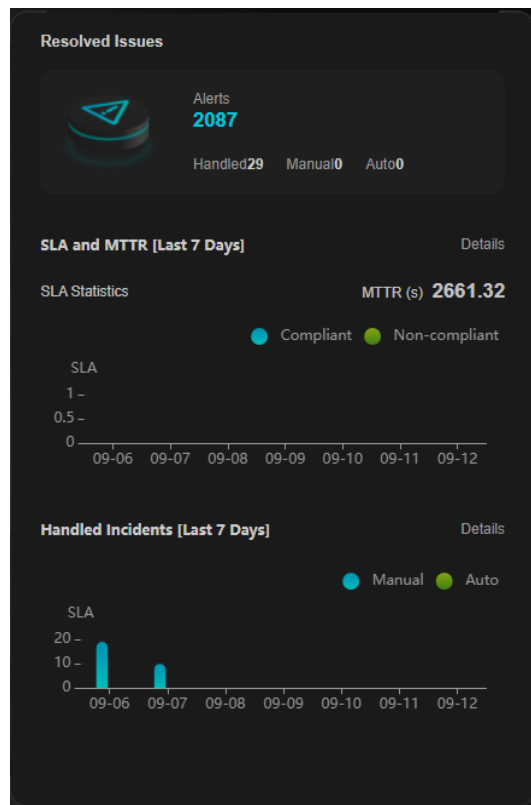 Resolved Issues
Alerts
2087
Handled29 Manual0 Auto0
SLA and MTTR [Last 7 Days] Details
SLA Statistics MTTR (s) 2661.32
Compliant Non-compliant
SLA
1
0.5
0
09-06 09-07 09-08 09-09 09-10 09-11 09-12
Handled Incidents [Last 7 Days] Details
Manual Auto
SLA
20
10
0
09-06 09-07 09-08 09-09 09-10 09-11 09-12